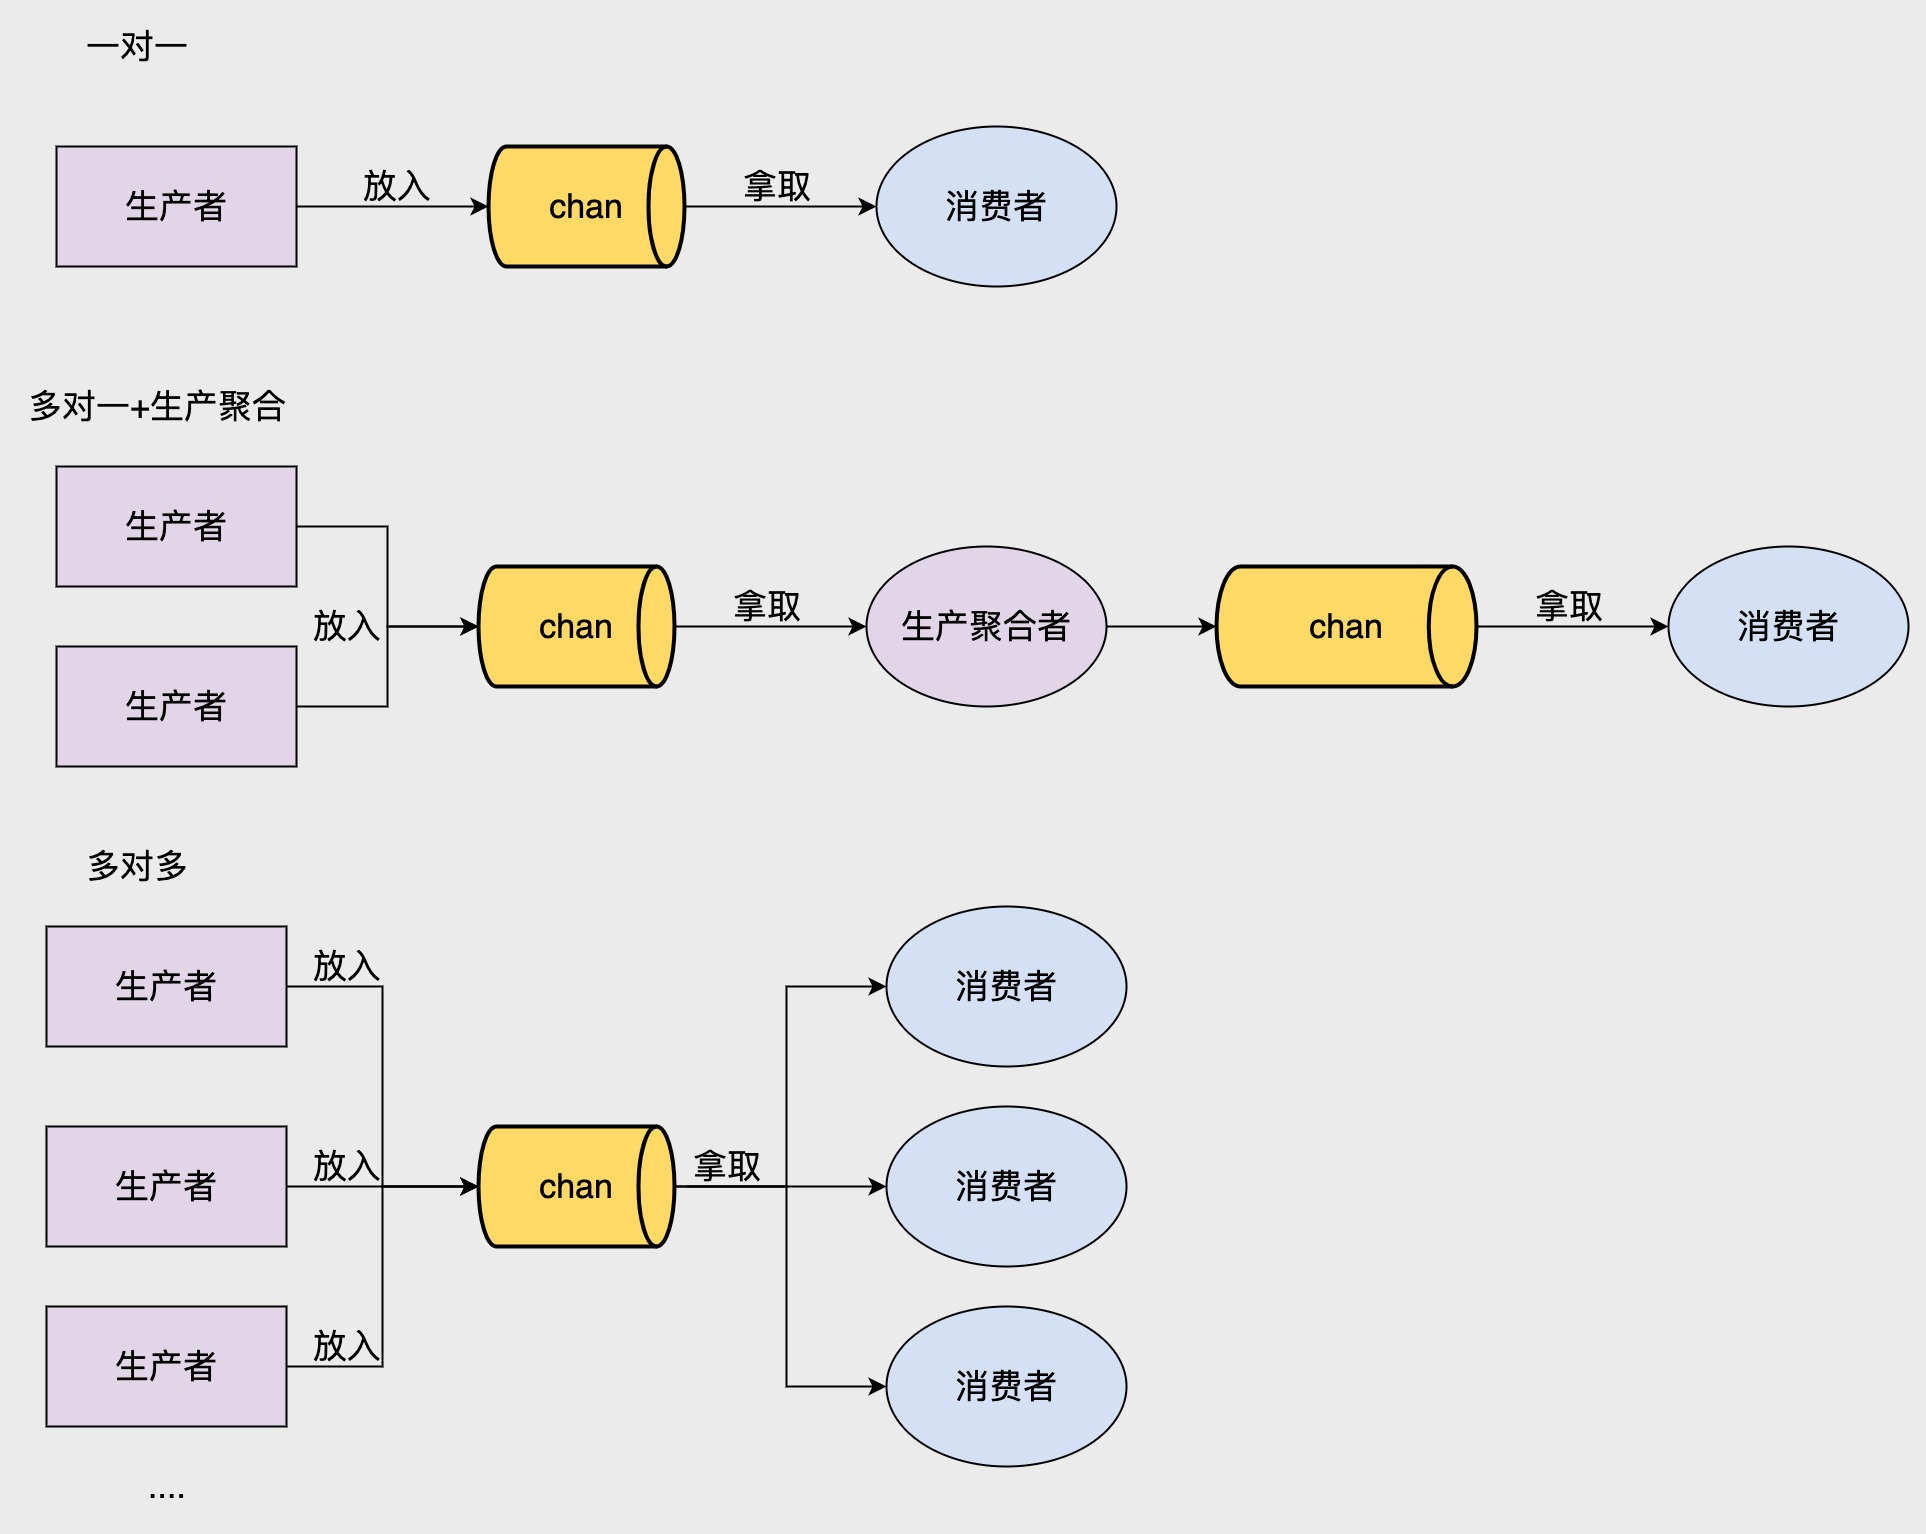 一对一
生产者
放入
chan
拿取
消费者
多对一+生产聚合
生产者
放入
生产者
chan
拿取
生产聚合者
chan
拿取
消费者
多对多
生产者
放入
消费者
生产者
放入
chan
拿取
消费者
生产者
放入
消费者
....